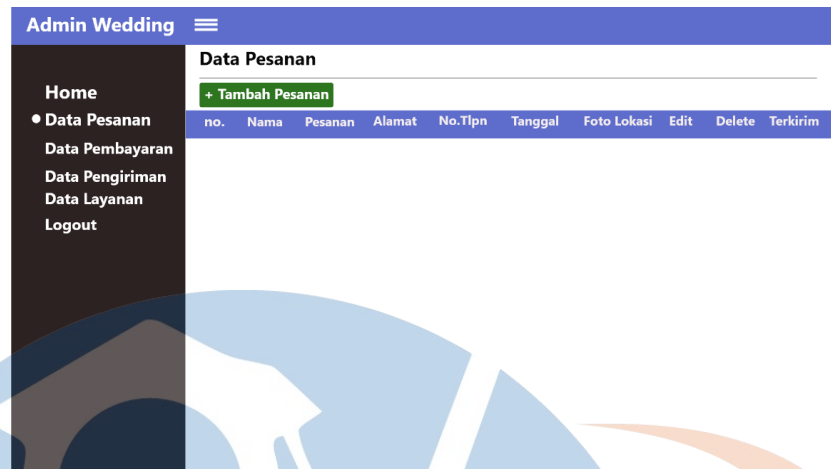 Admin Wedding
Data Pesanan
+ Tambah Pesanan
no. Nama Pesanan Alamat No.Tlpn Tanggal Foto Lokasi Edit Delete Terkirim
Home
Data Pesanan
Data Pembayaran
Data Pengiriman
Data Layanan
Logout